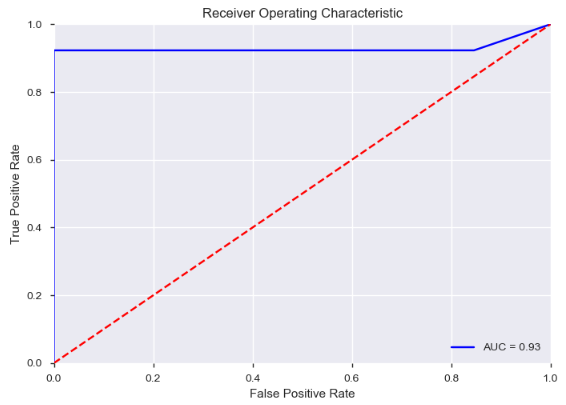 Receiver Operating Characteristic
1.0
0.8
0.6
0.4
0.2
0.0
True Positive Rate
AUC = 0.93
0.0 0.2 0.4 0.6 0.8 1.0
False Positive Rate